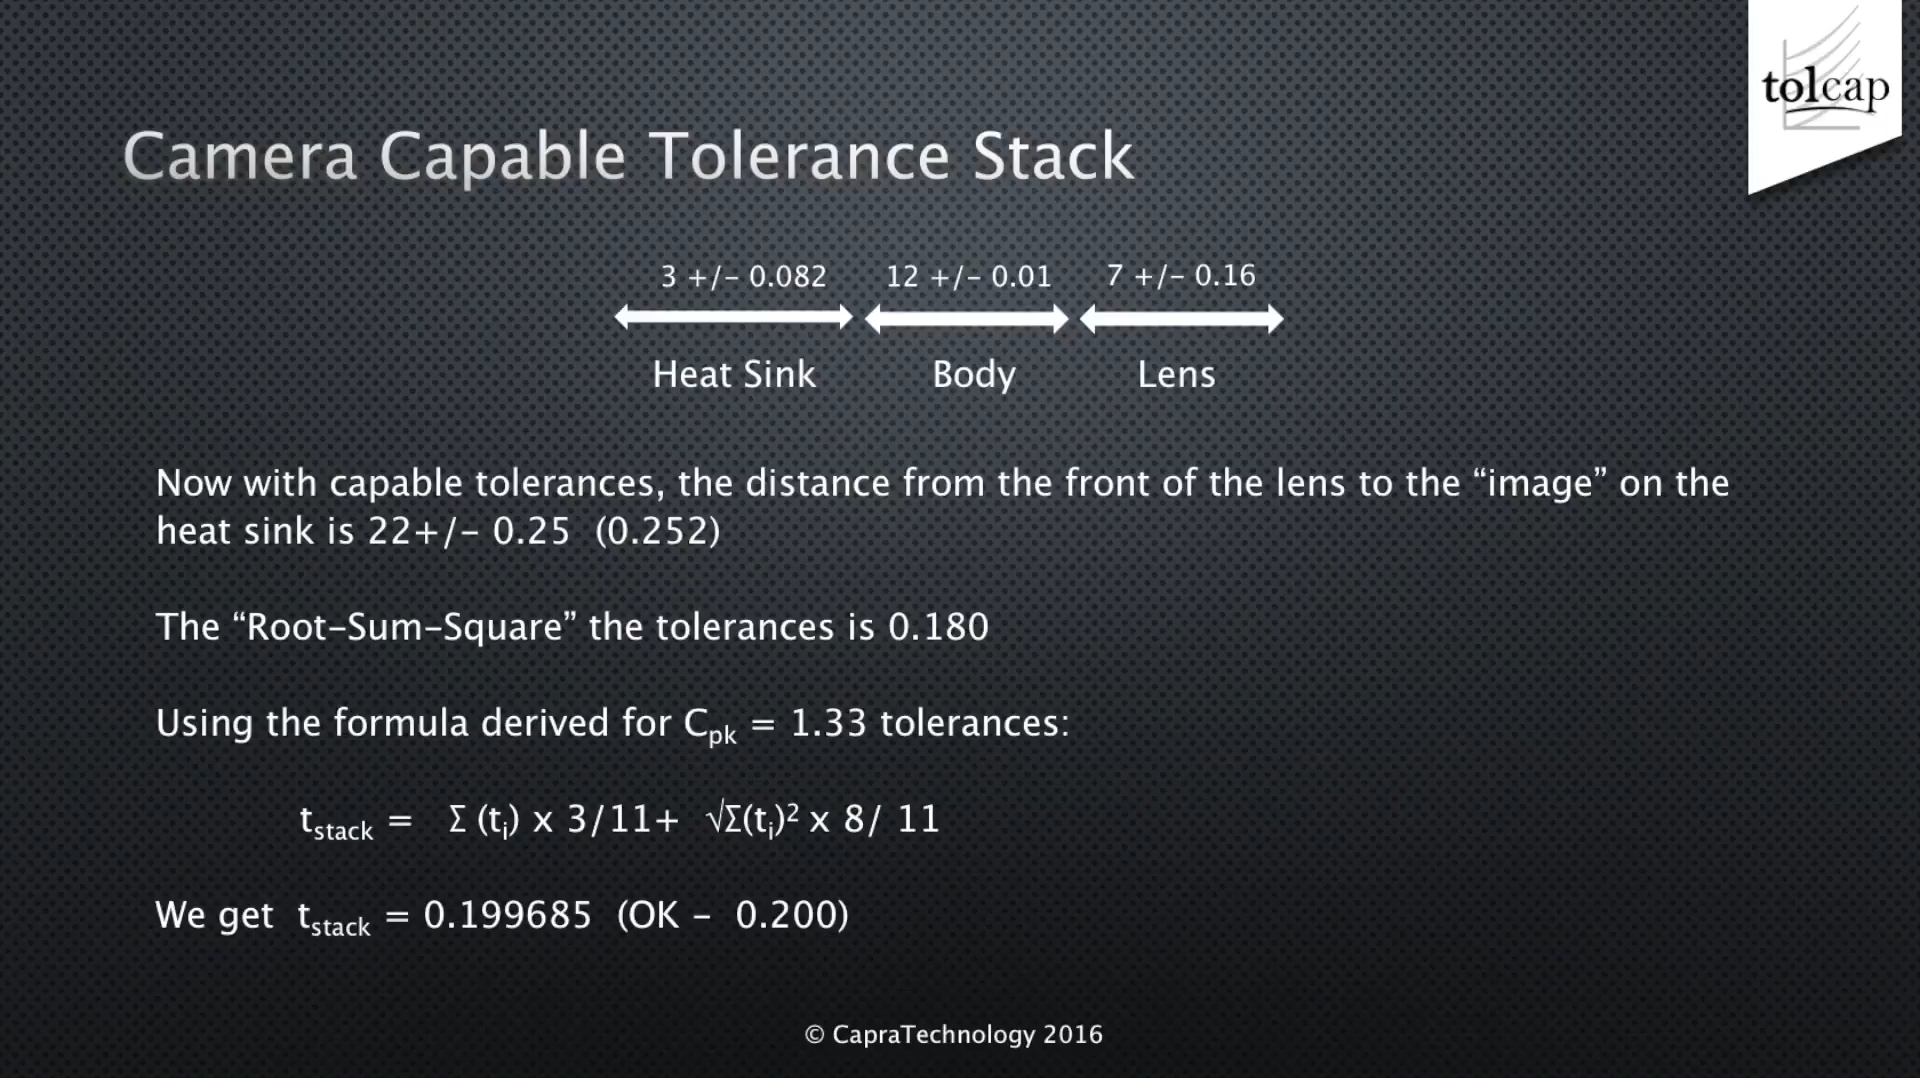 tolcap
Camera Capable Tolerance Stack
3 +/- 0.082 12 +/- 0.01 7 +/- 0.16
Heat Sink Body Lens
Now with capable tolerances, the distance from the front of the lens to the “image” on the
heat sink is 22+/- 0.25 (0.252)
The “Root-Sum-Square” the tolerances is 0.180
Using the formula derived for Cpk = 1.33 tolerances:
tstack = Σ (ti) x 3/11+ √Σ(ti)² x 8/ 11
We get tstack = 0.199685 (OK - 0.200)
© CapraTechnology 2016